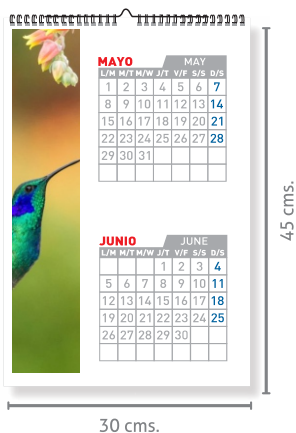 MAYO MAY
L/M M/T M/W J/T V/F S/S D/S
1 2 3 4 5 6 7
8 9 10 11 12 13 14
15 16 17 18 19 20 21
22 23 24 25 26 27 28
29 30 31
JUNIO JUNE
L/M M/T M/W J/T V/F S/S D/S
1 2 3 4
5 6 7 8 9 10 11
12 13 14 15 16 17 18
19 20 21 22 23 24 25
26 27 28 29 30
45 cms.
30 cms.